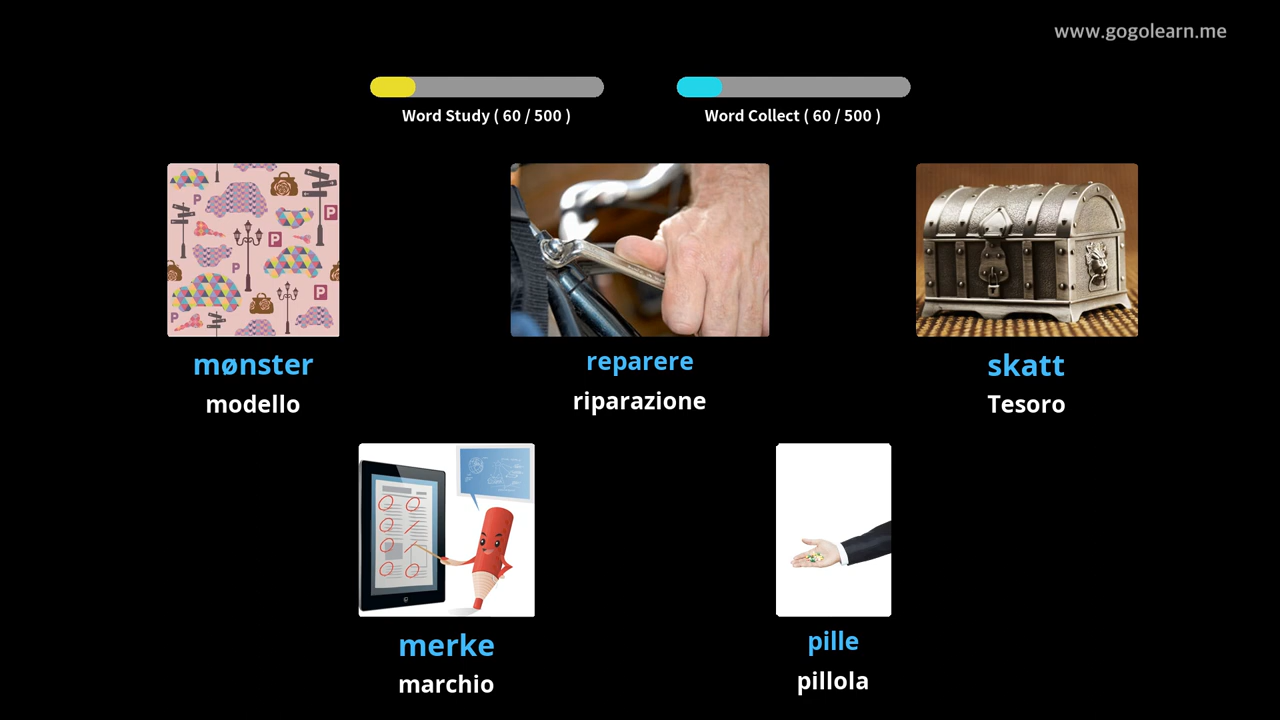 www.gogolearn.me
Word Study ( 60 / 500 )
Word Collect ( 60 / 500 )
P
P
P
P
P
P
mønster
modello
reparere
riparazione
skatt
Tesoro
merke
marchio
pille
pillola